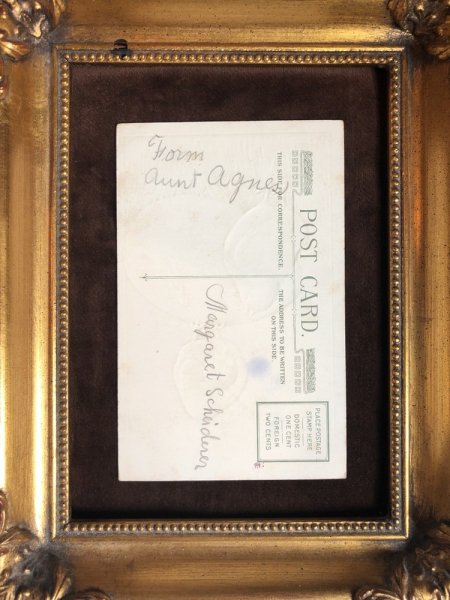 POST CARD.
THIS SIDE FOR CORRESPONDENCE.
THE ADDRESS TO BE WRITTEN
ON THIS SIDE.
PLACE POSTAGE
STAMP HERE
DOMESTIC
ONE CENT
FOREIGN
TWO CENTS
Form
aunt Agnes
Margaret Scheiderer